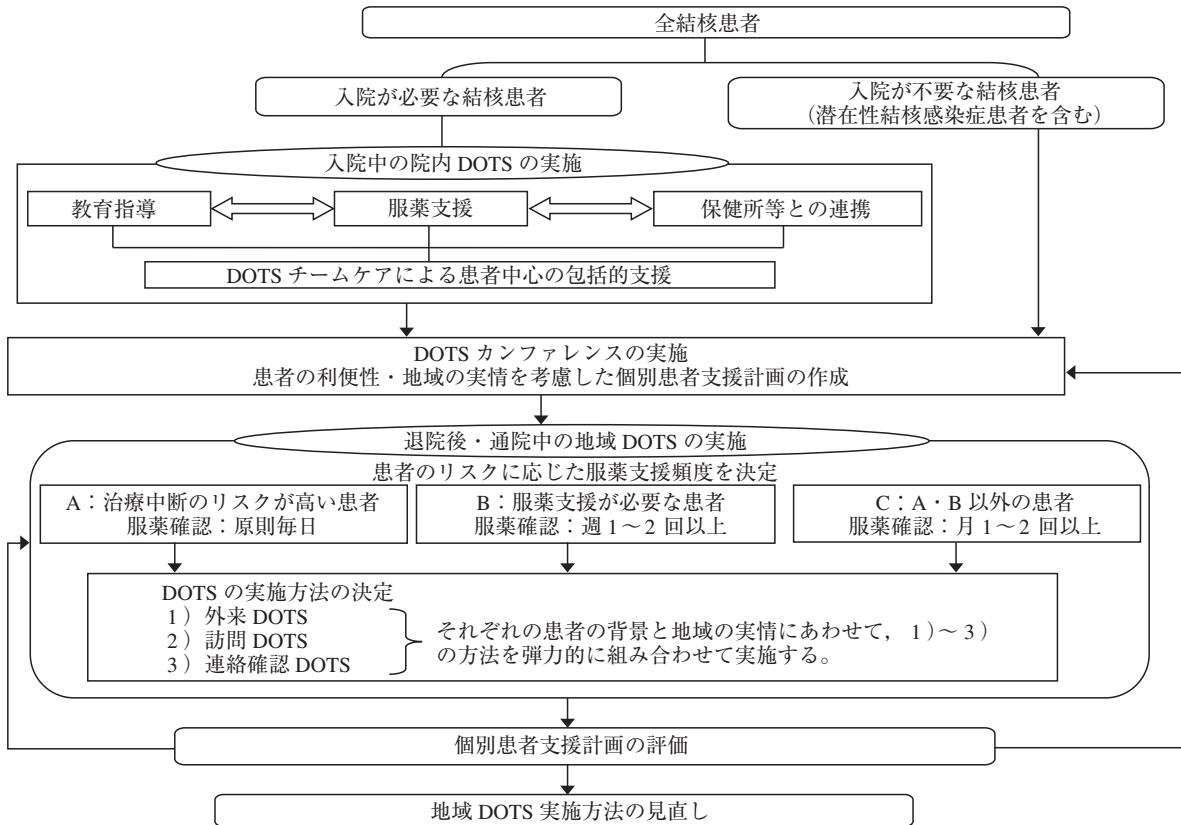 全結核患者
入院が必要な結核患者
入院が不要な結核患者
（潜在性結核感染症患者を含む）
入院中の院内 DOTS の実施
教育指導
服薬支援
保健所等との連携
DOTS チームケアによる患者中心の包括的支援
DOTS カンファレンスの実施
患者の利便性・地域の実情を考慮した個別患者支援計画の作成
退院後・通院中の地域 DOTS の実施
患者のリスクに応じた服薬支援頻度を決定
A：治療中断のリスクが高い患者
服薬確認：原則毎日
B：服薬支援が必要な患者
服薬確認：週 1～2 回以上
C：A・B 以外の患者
服薬確認：月 1～2 回以上
DOTS の実施方法の決定
1）外来 DOTS
2）訪問 DOTS
3）連絡確認 DOTS
それぞれの患者の背景と地域の実情にあわせて，1）～3）
の方法を弾力的に組み合わせて実施する。
個別患者支援計画の評価
地域 DOTS 実施方法の見直し